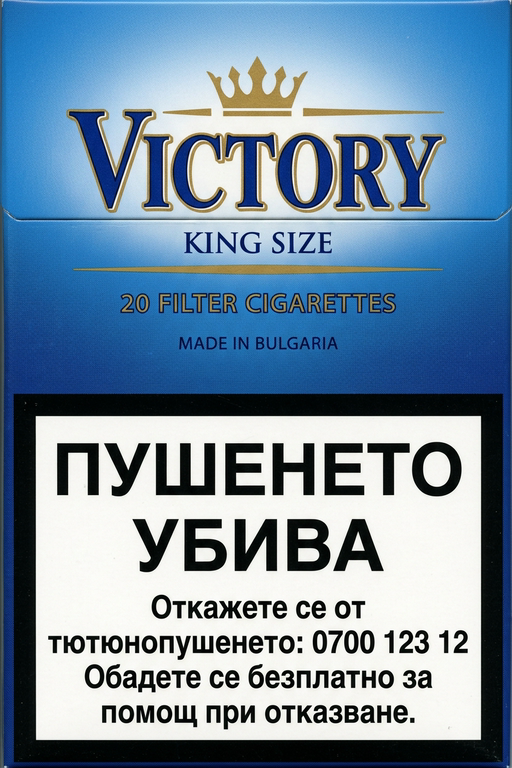 VICTORY
KING SIZE
20 FILTER CIGARETTES
MADE IN BULGARIA
ПУШЕНЕТО
УБИВА
Откажете се от
тютюнопушенето: 0700 123 12
Обадете се безплатно за
помощ при отказване.